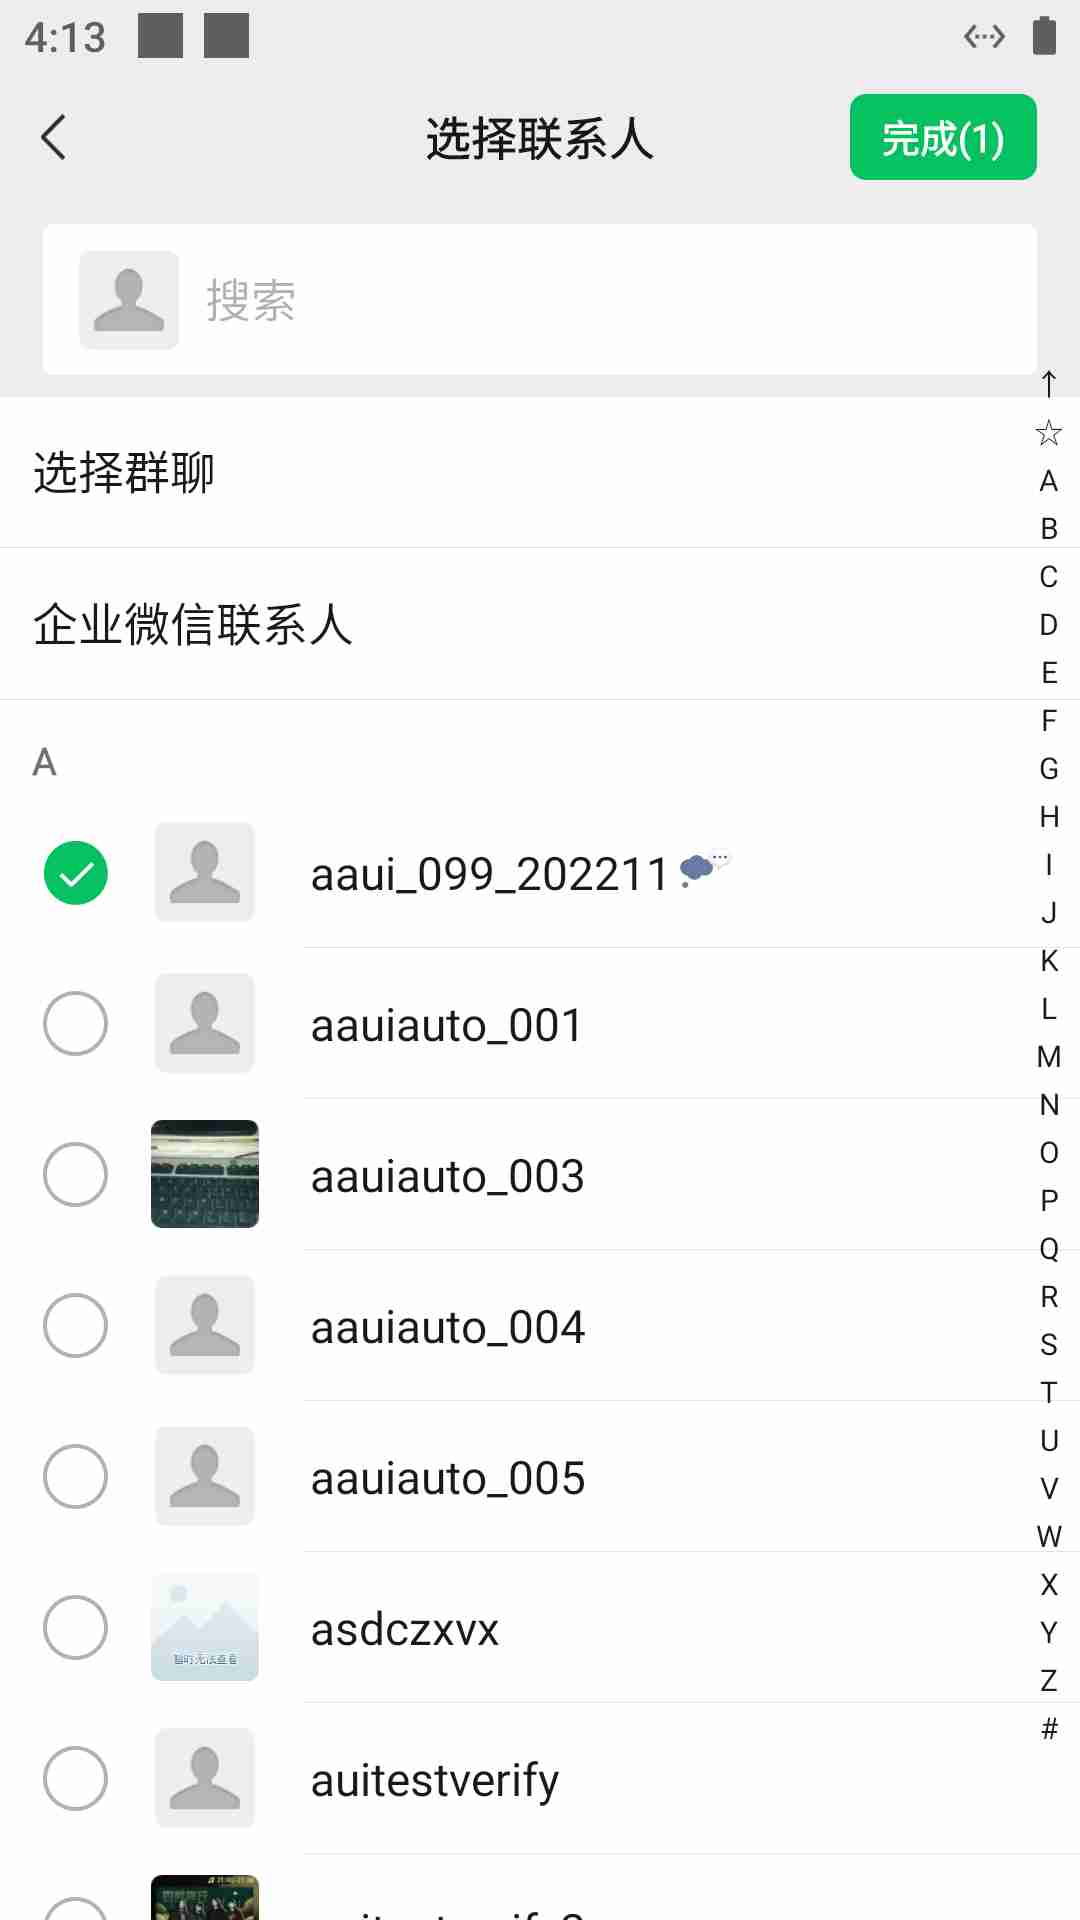 4:13
选择联系人
完成(1)
搜索
↑
☆
选择群聊
企业微信联系人
A
aaui_099_202211
aauiauto_001
aauiauto_003
aauiauto_004
aauiauto_005
asdczxvx
暂时无法查看
auitestverify
A
B
C
D
E
F
G
H
I
J
K
L
M
N
O
P
Q
R
S
T
U
V
W
X
Y
Z
#